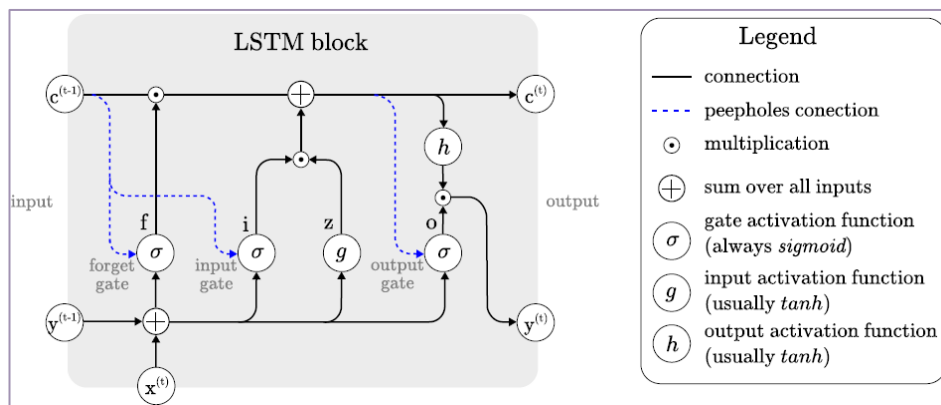 LSTM block
c(t-1)
c(t)
h
input
output
f
i
z
o
σ
σ
g
σ
forget
gate
input
gate
output
gate
y(t-1)
y(t)
x(t)
Legend
connection
peepholes conection
multiplication
sum over all inputs
σ
gate activation function
(always sigmoid)
g
input activation function
(usually tanh)
h
output activation function
(usually tanh)